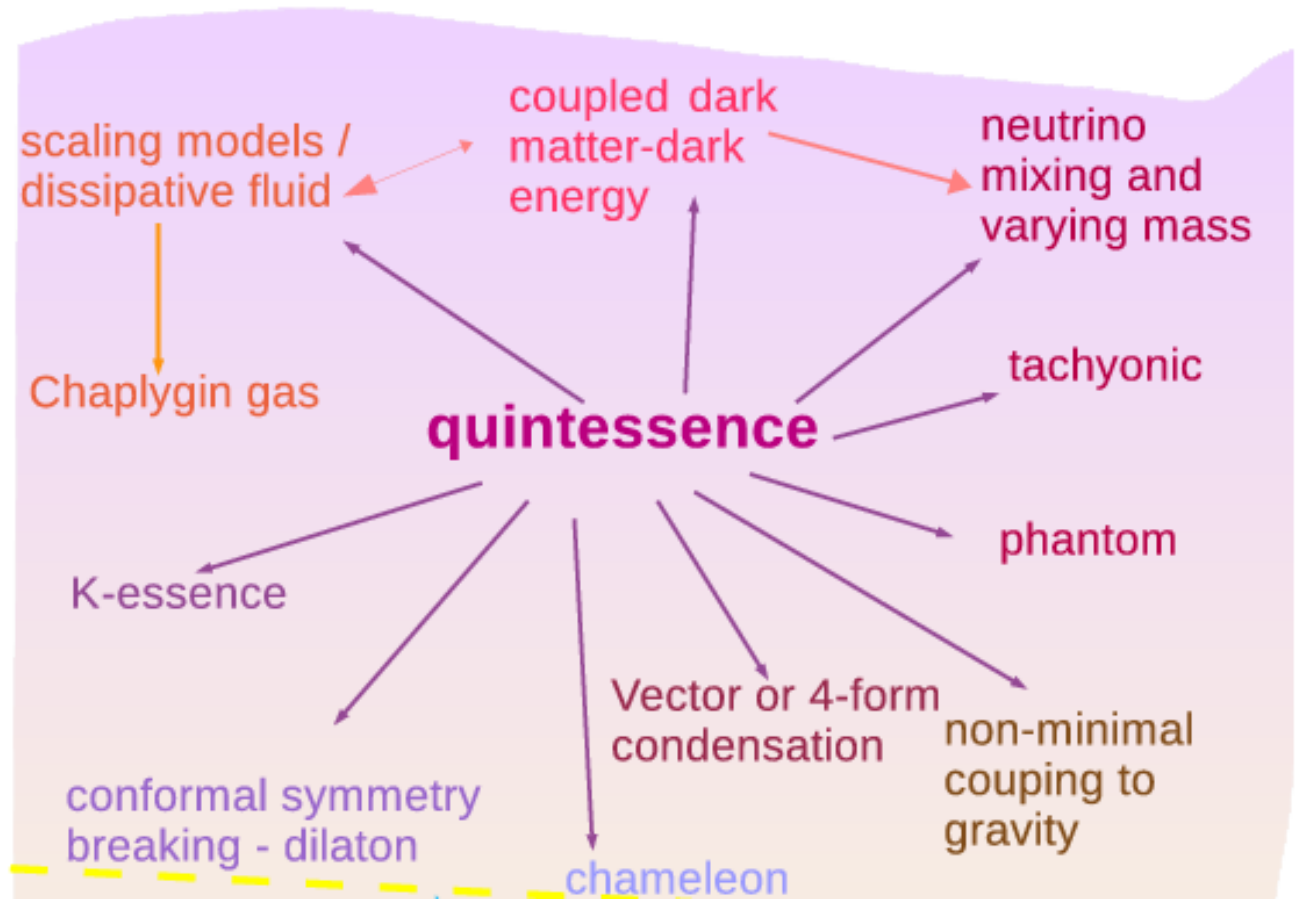 coupled dark
matter-dark
energy
scaling models /
dissipative fluid
neutrino
mixing and
varying mass
tachyonic
Chaplygin gas
quintessence
phantom
K-essence
Vector or 4-form
condensation
non-minimal
couping to
gravity
conformal symmetry
breaking - dilaton
chameleon